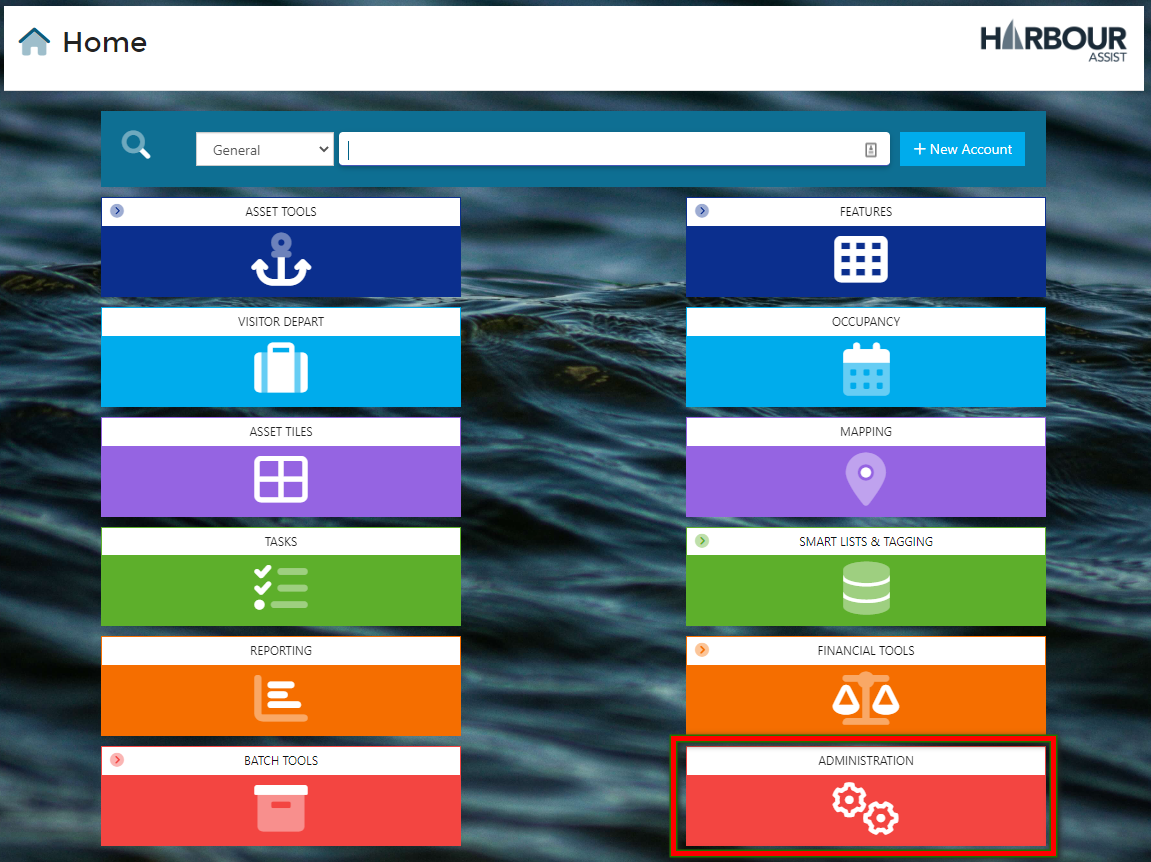 Home
HARBOUR
ASSIST
General
+ New Account
ASSET TOOLS
FEATURES
VISITOR DEPART
OCCUPANCY
ASSET TILES
MAPPING
TASKS
SMART LISTS & TAGGING
REPORTING
FINANCIAL TOOLS
BATCH TOOLS
ADMINISTRATION